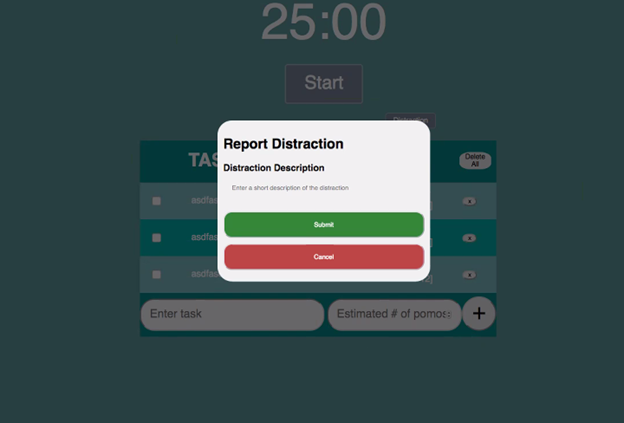 25:00
Start
Distraction
Report Distraction
TAS
Delete
All
Distraction Description
Enter a short description of the distraction
asdfas
x
Submit
asdfas
x
Cancel
asdfas
x
Enter task
Estimated # of pomos
+